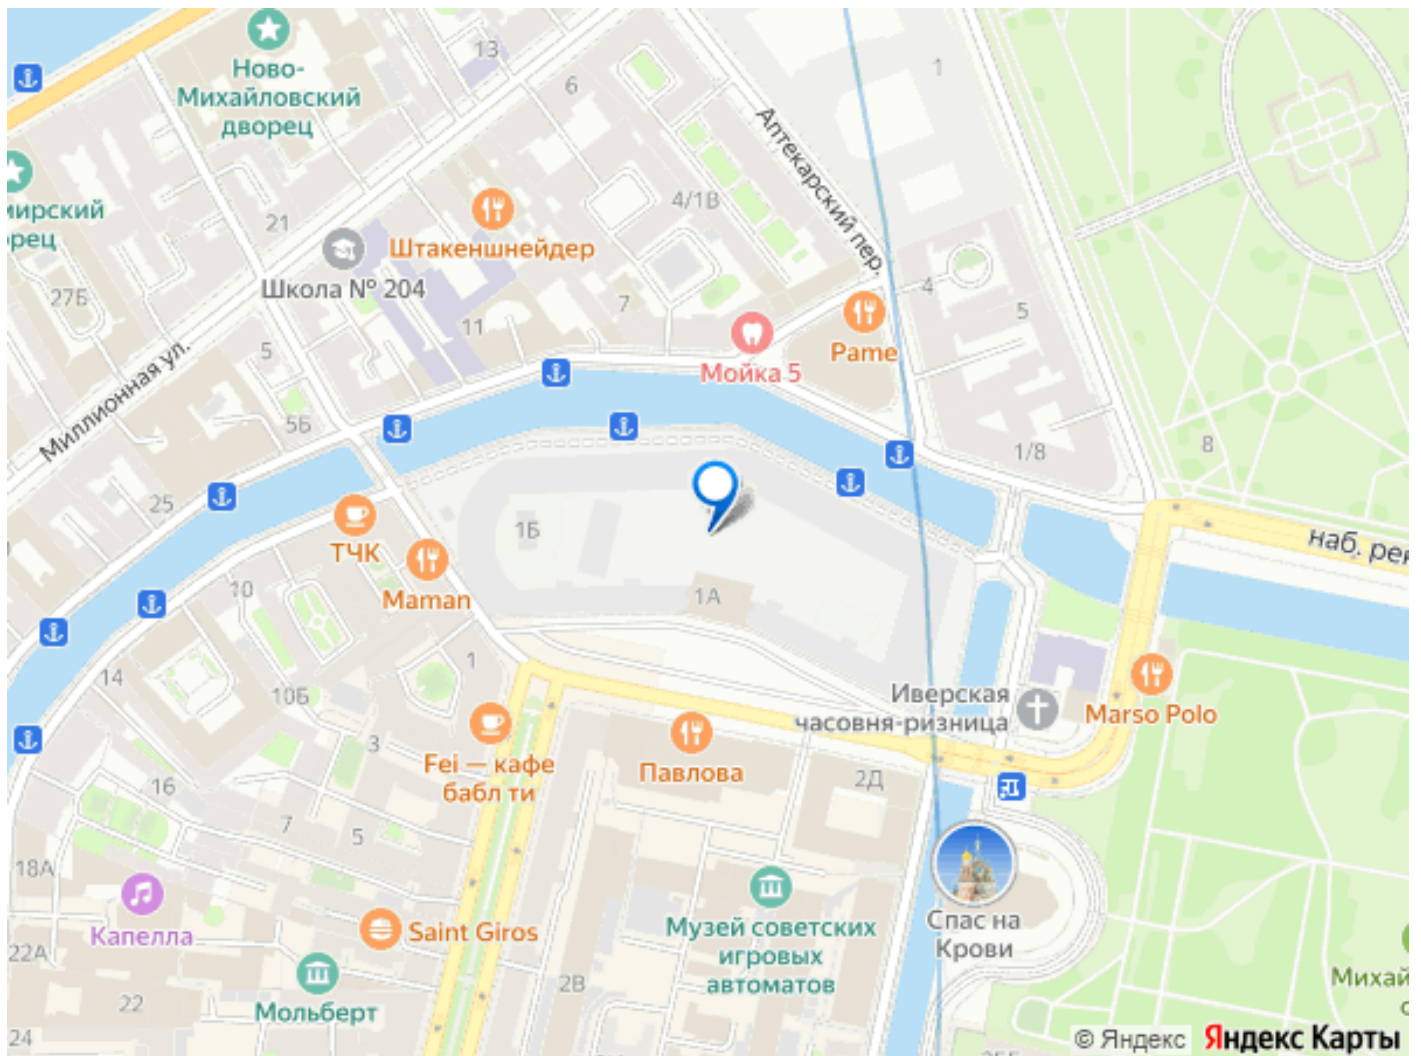 13
Ново-
Михайловский
дворец
6
1
Аптекарский пер.
мирский
рец
21
4/1В
Штакеншнейдер
Школа № 204
27Б
11
7
4
5
Pame
Мойка 5
Миллионная ул.
5
5Б
1/8
8
25
1Б
ТЧК
Maman
10
1А
наб. рек
14
10Б
1
Иверская
часовня-ризница
Marso Polo
3
Fei — кафе
бабл ти
Павлова
2Д
16
7
5
18А
Капелла
Saint Giros
Музей советских
игровых
автоматов
Спас на
Крови
22А
22
Мольберт
2В
24
Михай
с
© Яндекс
Яндекс Карты